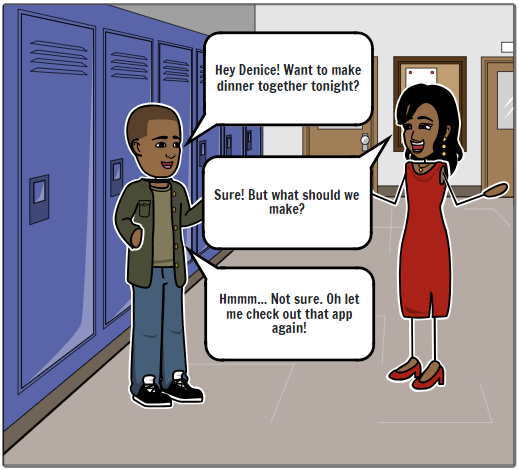 Hey Denice! Want to make
dinner together tonight?
Sure! But what should we
make?
Hmmm... Not sure. Oh let
me check out that app
again!